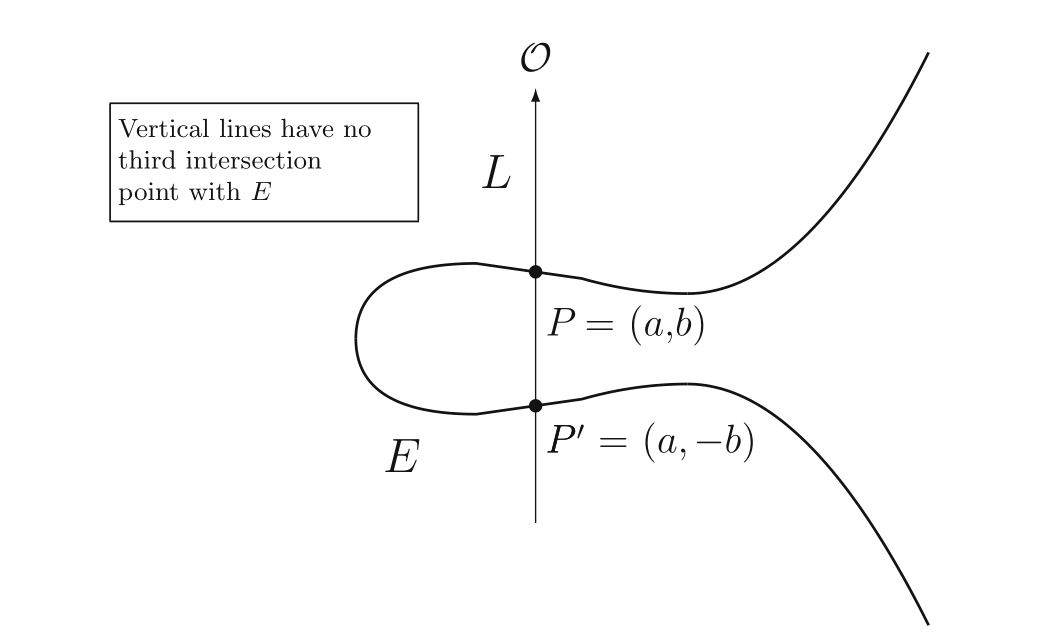 𝒪
Vertical lines have no
third intersection
point with E
L
P = (a,b)
P′ = (a, −b)
E